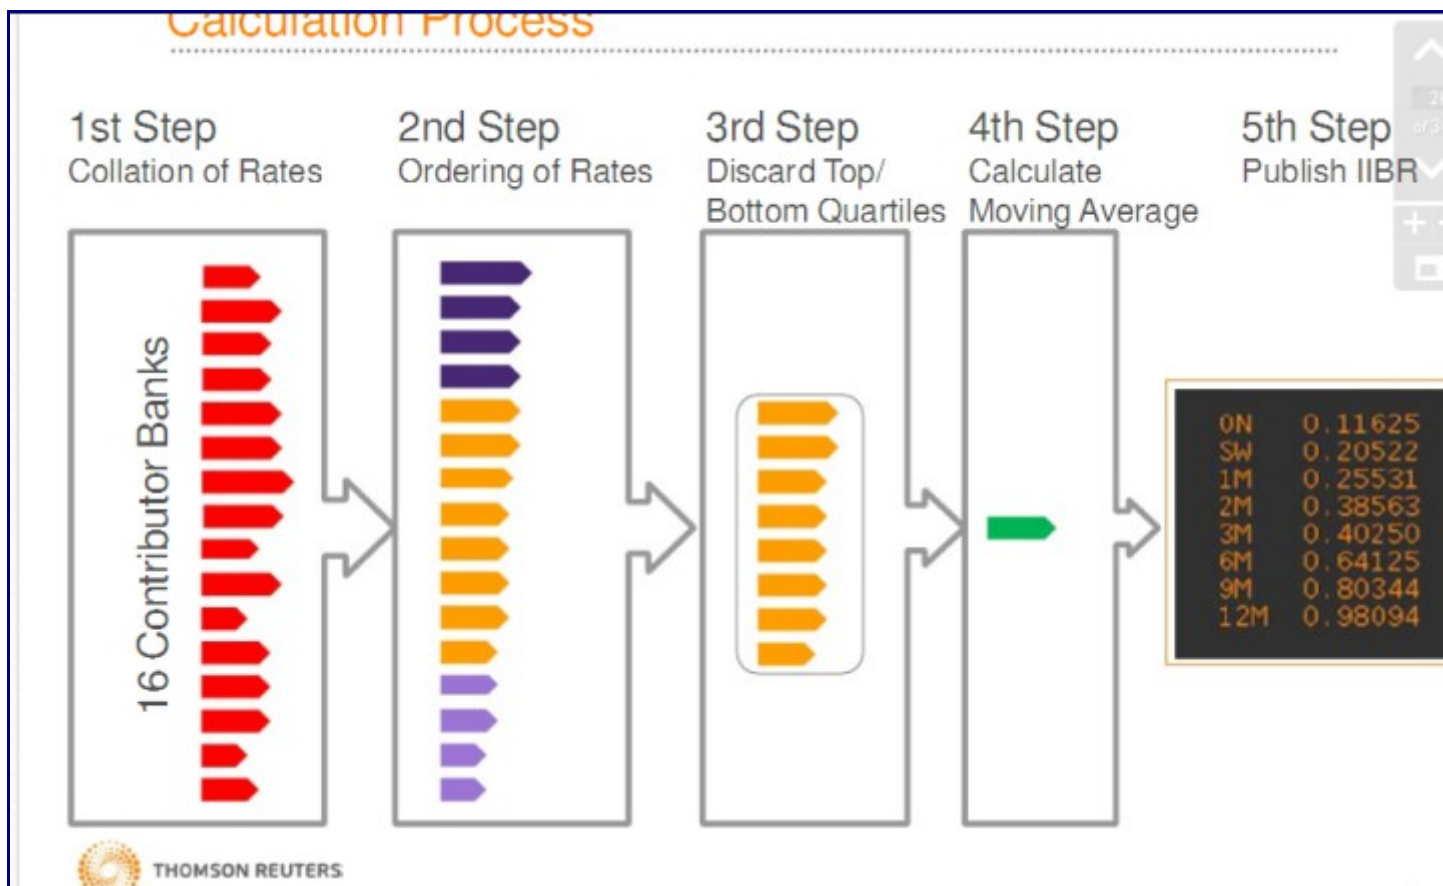 Calculation Process
1st Step
Collation of Rates
2nd Step
Ordering of Rates
3rd Step
Discard Top/
Bottom Quartiles
4th Step
Calculate
Moving Average
5th Step
Publish IIBR
16 Contributor Banks
ON 0.11625
SW 0.20522
1M 0.25531
2M 0.38563
3M 0.40250
6M 0.64125
9M 0.80344
12M 0.98094
THOMSON REUTERS